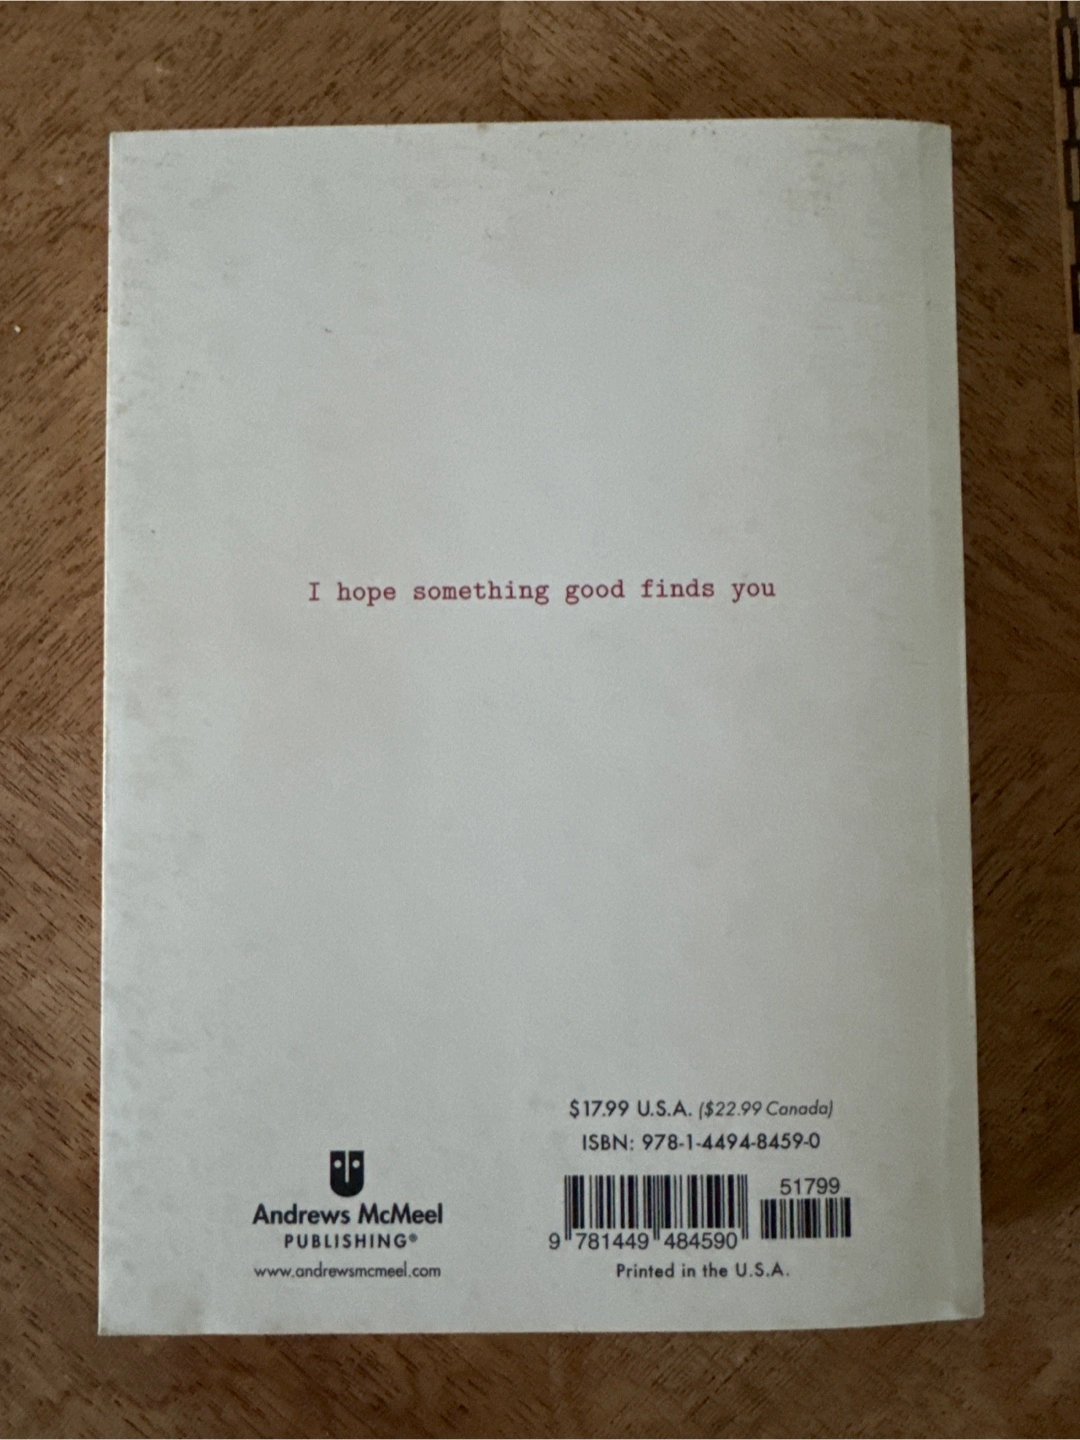 I hope something good finds you
$17.99 U.S.A. ($22.99 Canada)
ISBN: 978-1-4494-8459-0
51799
9 781449 484590
Printed in the U.S.A.
Andrews McMeel
PUBLISHING®
www.andrewsmcmeel.com